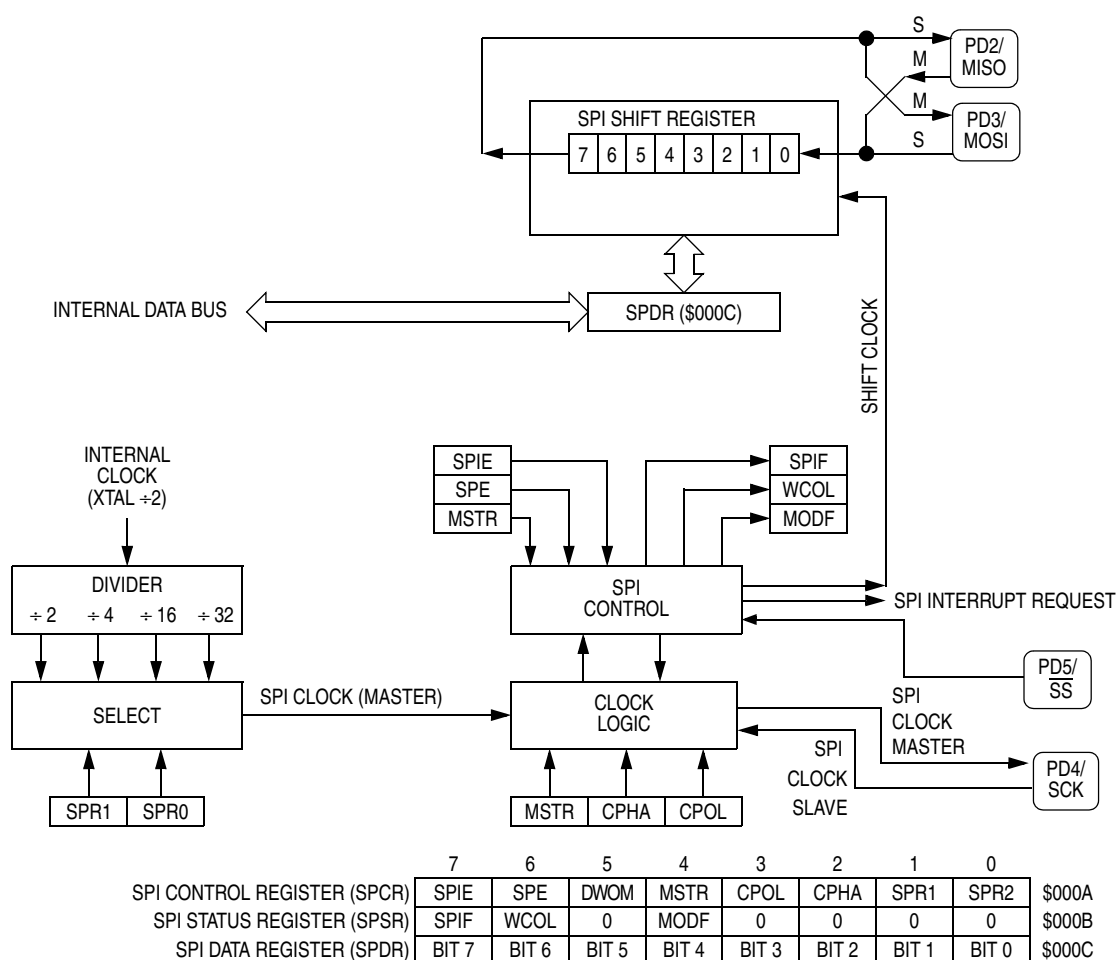 S
PD2/
MISO
M
M
PD3/
MOSI
S
SPI SHIFT REGISTER
7 6 5 4 3 2 1 0
INTERNAL DATA BUS
SPDR ($000C)
SHIFT CLOCK
INTERNAL
CLOCK
(XTAL ÷2)
SPIE
SPE
MSTR
SPIF
WCOL
MODF
DIVIDER
÷ 2 ÷ 4 ÷ 16 ÷ 32
SPI
CONTROL
SPI INTERRUPT REQUEST
PD5/
SS
SELECT
SPI CLOCK (MASTER)
CLOCK
LOGIC
SPI
CLOCK
MASTER
SPI
CLOCK
SLAVE
PD4/
SCK
SPR1 SPR0
MSTR CPHA CPOL
7 6 5 4 3 2 1 0
SPI CONTROL REGISTER (SPCR) SPIE SPE DWOM MSTR CPOL CPHA SPR1 SPR2 $000A
SPI STATUS REGISTER (SPSR) SPIF WCOL 0 MODF 0 0 0 0 $000B
SPI DATA REGISTER (SPDR) BIT 7 BIT 6 BIT 5 BIT 4 BIT 3 BIT 2 BIT 1 BIT 0 $000C